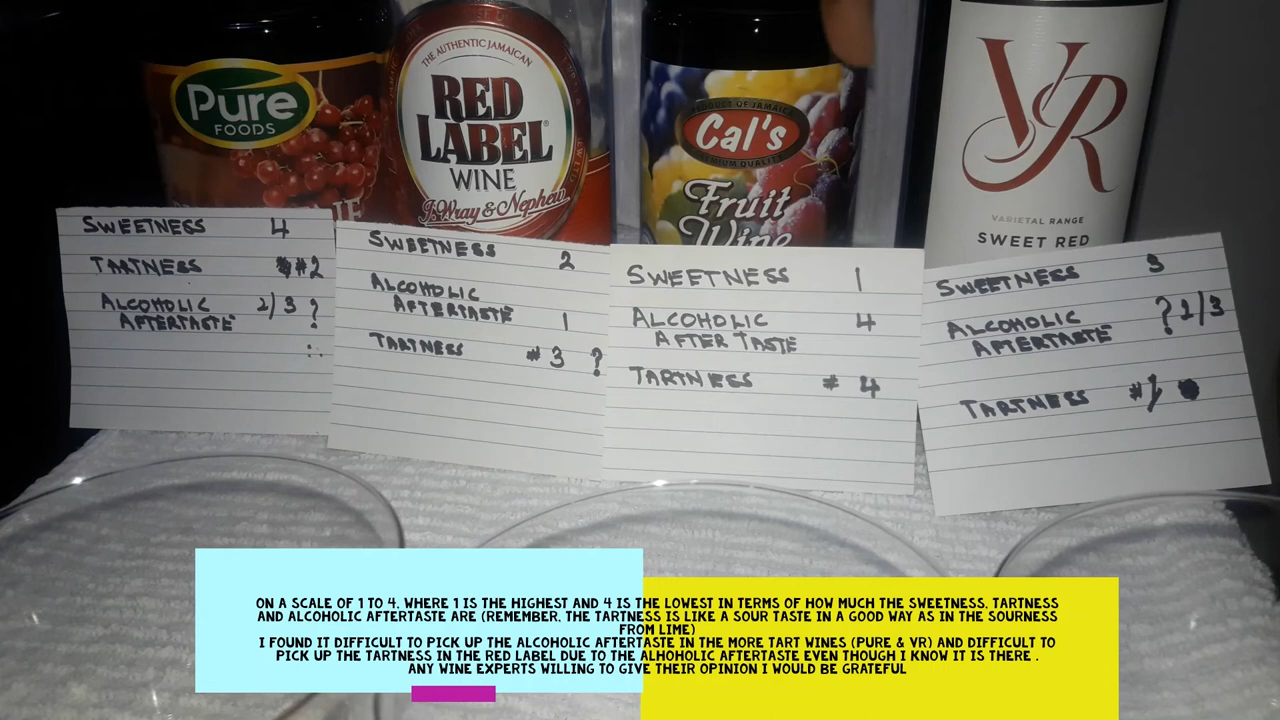 Pure
FOODS
THE AUTHENTIC JAMAICAN
RED
LABEL
WINE
J. Wray & Nephew
PRODUCT OF JAMAICA
Cal's
PREMIUM QUALITY
Fruit
Wine
VR
VARIETAL RANGE
SWEET RED
SWEETNESS 4
TARTNESS #2
ALCOHOLIC 2/3 ?
AFTERTASTE
SWEETNESS 2
ALCOHOLIC
AFTERTASTE 1
TARTNESS #3 ?
SWEETNESS 1
ALCOHOLIC 4
AFTER TASTE
TARTNESS # 4
SWEETNESS 3
ALCOHOLIC ? 2/3
AFTERTASTE
TARTNESS #1
ON A SCALE OF 1 TO 4, WHERE 1 IS THE HIGHEST AND 4 IS THE LOWEST IN TERMS OF HOW MUCH THE SWEETNESS, TARTNESS
AND ALCOHOLIC AFTERTASTE ARE (REMEMBER, THE TARTNESS IS LIKE A SOUR TASTE IN A GOOD WAY AS IN THE SOURNESS
FROM LIME)
I FOUND IT DIFFICULT TO PICK UP THE ALCOHOLIC AFTERTASTE IN THE MORE TART WINES (PURE & VR) AND DIFFICULT TO
PICK UP THE TARTNESS IN THE RED LABEL DUE TO THE ALHOHOLIC AFTERTASTE EVEN THOUGH I KNOW IT IS THERE .
ANY WINE EXPERTS WILLING TO GIVE THEIR OPINION I WOULD BE GRATEFUL